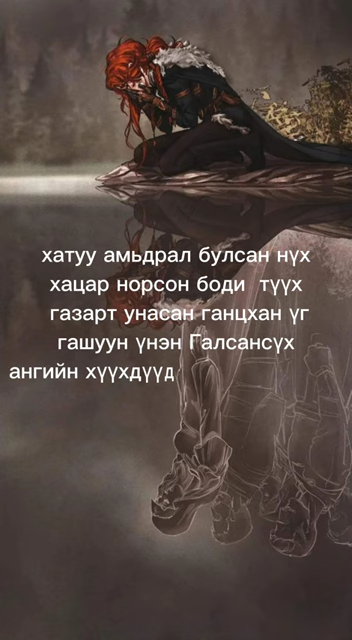 хатуу амьдрал булсан нүх
хацар норсон боди түүх
газарт унасан ганцхан үг
гашуун үнэн Галсансүх
ангийн хүүхдүүд